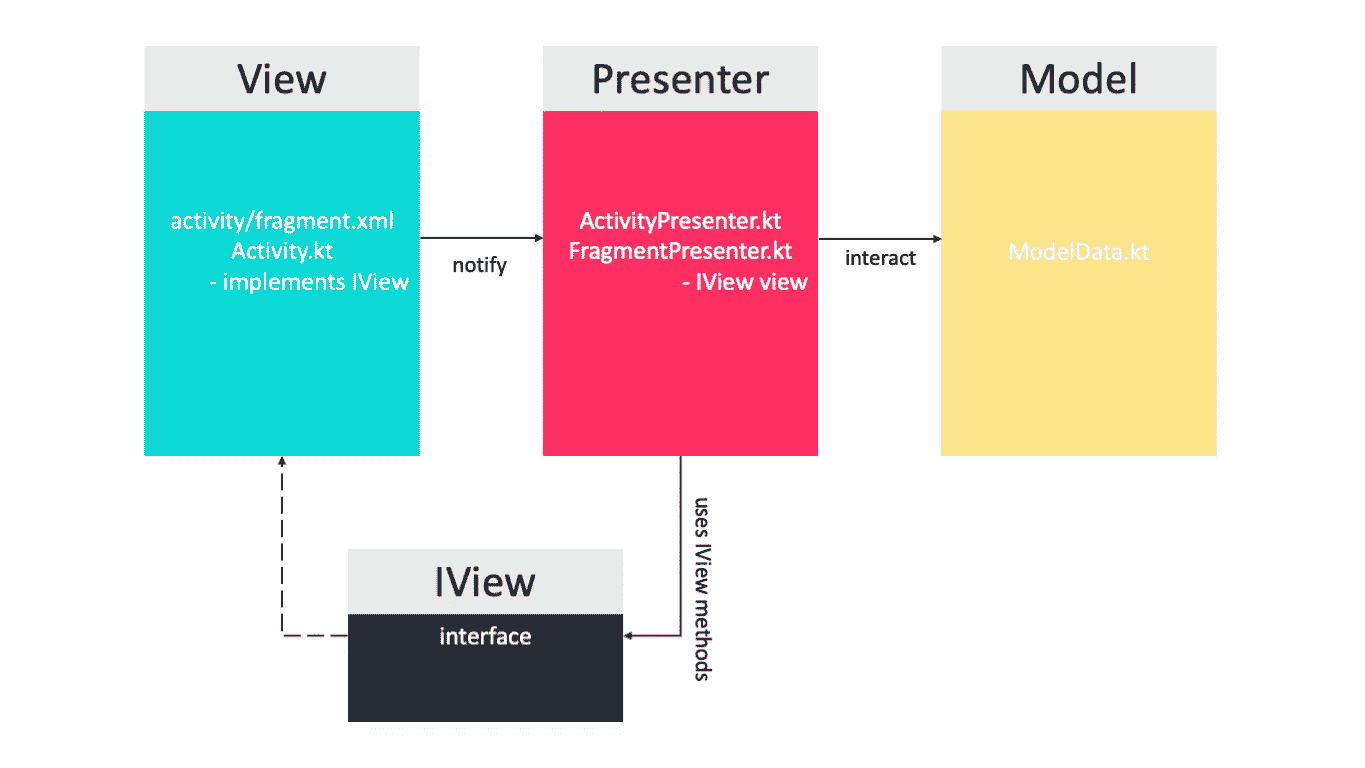 View
activity/fragment.xml
Activity.kt
- implements IView
notify
Presenter
ActivityPresenter.kt
FragmentPresenter.kt
- IView view
interact
Model
ModelData.kt
uses IView methods
IView
interface